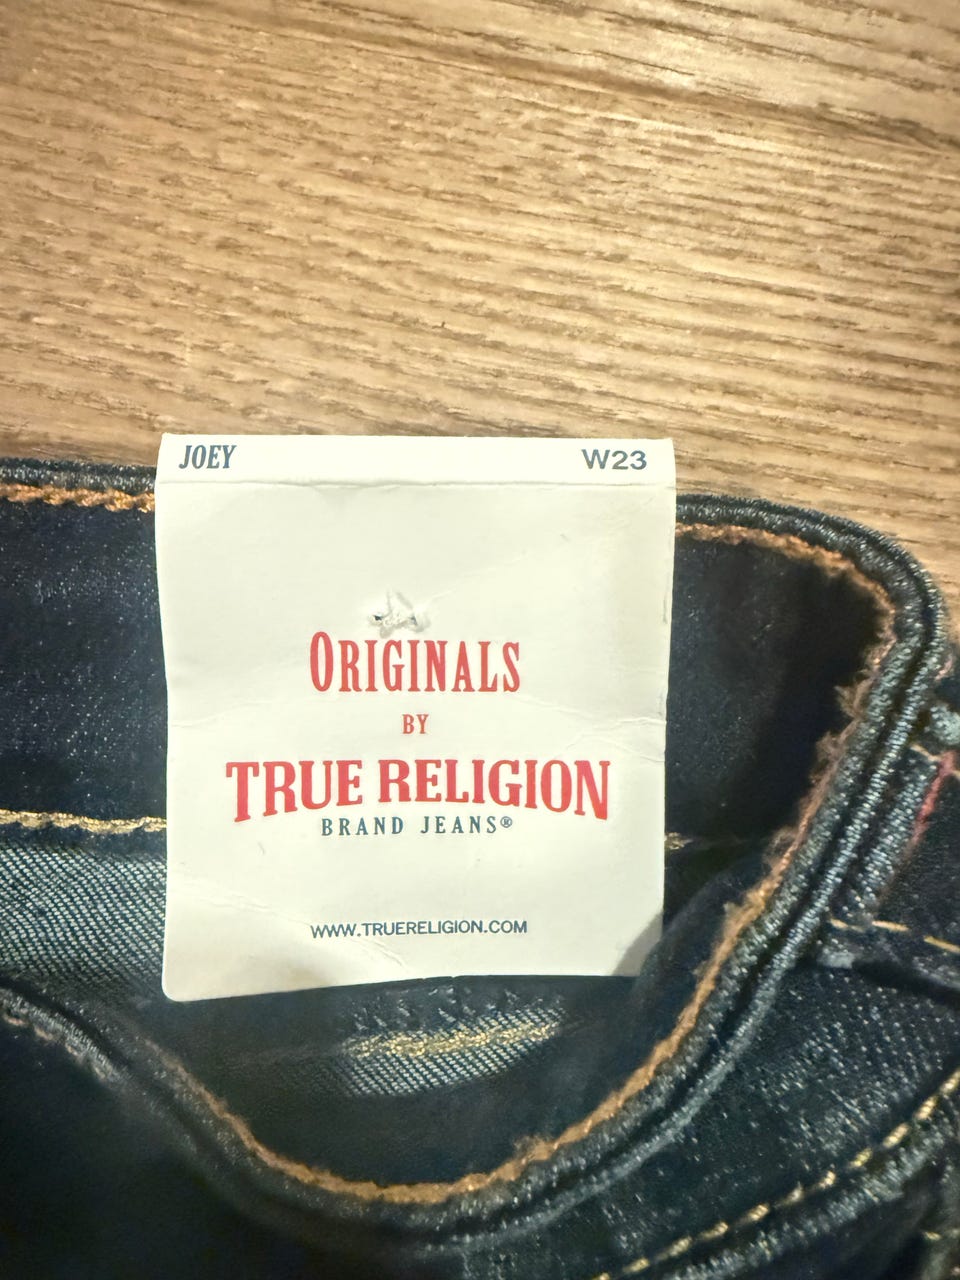 JOEY W23
ORIGINALS
BY
TRUE RELIGION
BRAND JEANS®
WWW.TRUERELIGION.COM